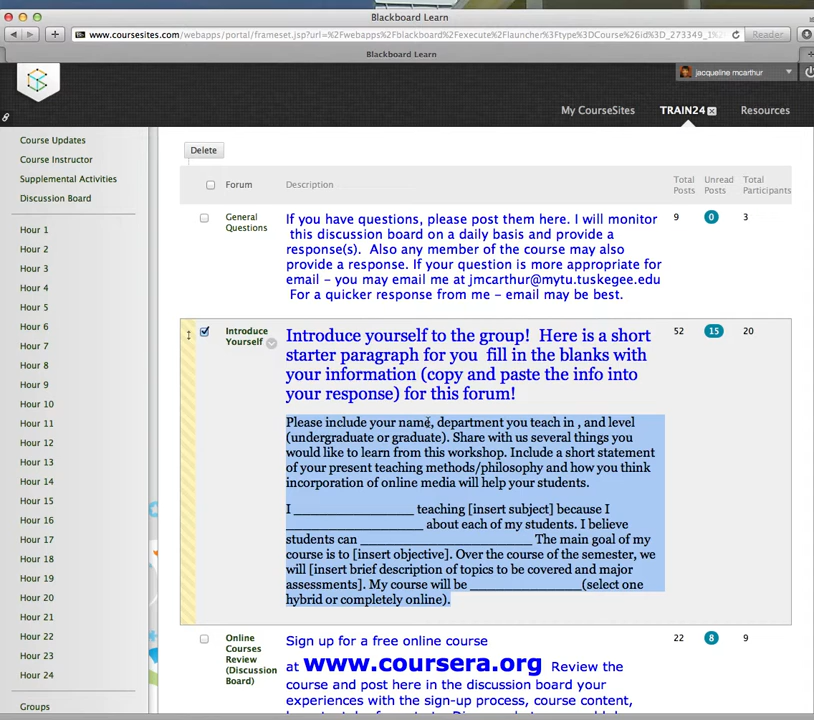 Blackboard Learn
www.coursesites.com/webapps/portal/frameset.jsp?url=%2Fwebapps%2Fblackboard%2Fexecute%2Flauncher%3Ftype%3DCourse%26id%3D_273349_1%
Reader
Blackboard Learn
jacqueline mcarthur
My CourseSites
TRAIN24
Resources
Course Updates
Course Instructor
Supplemental Activities
Discussion Board
Hour 1
Hour 2
Hour 3
Hour 4
Hour 5
Hour 6
Hour 7
Hour 8
Hour 9
Hour 10
Hour 11
Hour 12
Hour 13
Hour 14
Hour 15
Hour 16
Hour 17
Hour 18
Hour 19
Hour 20
Hour 21
Hour 22
Hour 23
Hour 24
Groups
Delete
Forum Description Total Posts Unread Posts Total Participants
General Questions
If you have questions, please post them here. I will monitor
this discussion board on a daily basis and provide a
response(s). Also any member of the course may also
provide a response. If your question is more appropriate for
email – you may email me at jmcarthur@mytu.tuskegee.edu
For a quicker response from me – email may be best.
9 0 3
Introduce Yourself
Introduce yourself to the group! Here is a short
starter paragraph for you fill in the blanks with
your information (copy and paste the info into
your response) for this forum!
52 15 20
Please include your name, department you teach in , and level
(undergraduate or graduate). Share with us several things you
would like to learn from this workshop. Include a short statement
of your present teaching methods/philosophy and how you think
incorporation of online media will help your students.
I _________________ teaching [insert subject] because I
____________________ about each of my students. I believe
students can _________________________ The main goal of my
course is to [insert objective]. Over the course of the semester, we
will [insert brief description of topics to be covered and major
assessments]. My course will be ________________(select one
hybrid or completely online).
Online Courses Review (Discussion Board)
Sign up for a free online course
at www.coursera.org Review the
course and post here in the discussion board your
experiences with the sign-up process, course content,
22 8 9